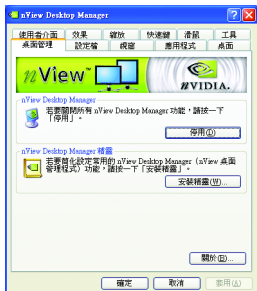 nView Desktop Manager
使用者介面 效果 縮放 快速鍵 滑鼠 工具
桌面管理 設定檔 視窗 應用程式 桌面
nView
NVIDIA.
nView Desktop Manager
若要關閉所有 nView Desktop Manager 功能，請按一下
「停用」。
停用(D)
nView Desktop Manager 精靈
若要簡化設定常用的 nView Desktop Manager（nView 桌面
管理程式）功能，請按一下「安裝精靈」。
安裝精靈(W)...
關於(B)...
確定 取消 套用(A)